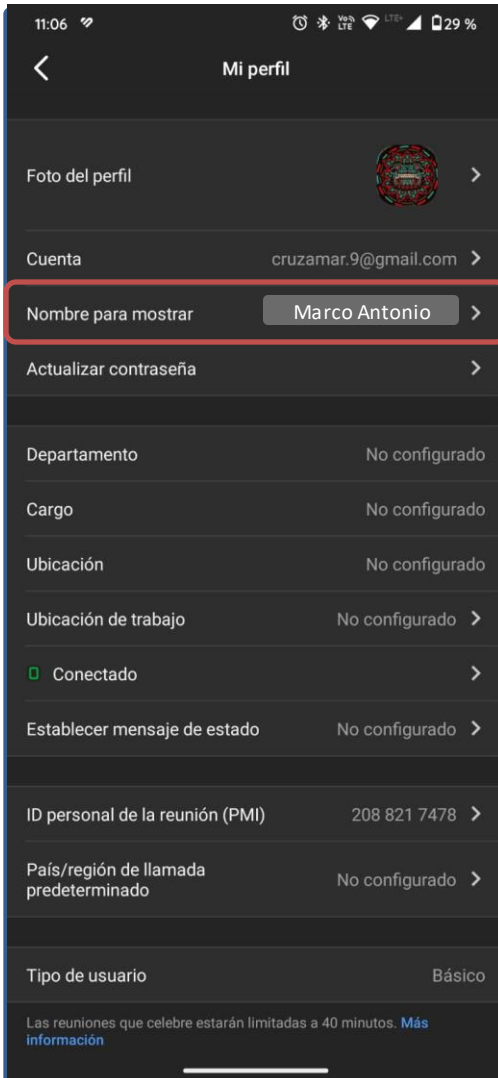 11:06 VoD LTE LTE+ 29 %
Mi perfil
Foto del perfil
Cuenta cruzamar.9@gmail.com
Nombre para mostrar Marco Antonio
Actualizar contraseña
Departamento No configurado
Cargo No configurado
Ubicación No configurado
Ubicación de trabajo No configurado
Conectado
Establecer mensaje de estado No configurado
ID personal de la reunión (PMI) 208 821 7478
País/región de llamada
predeterminado No configurado
Tipo de usuario Básico
Las reuniones que celebre estarán limitadas a 40 minutos. Más
información